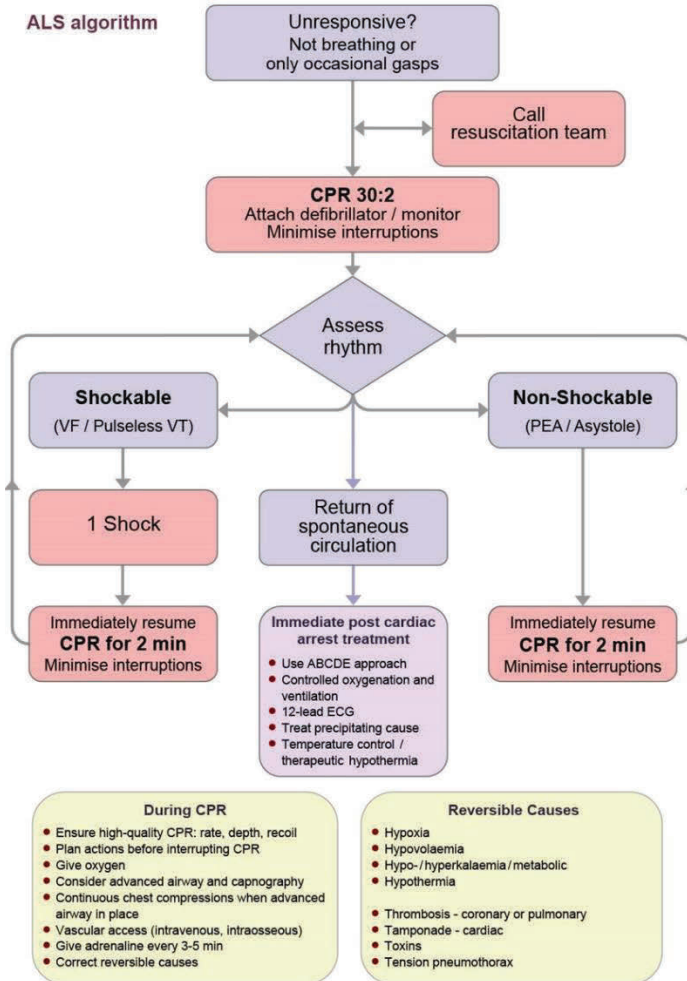 ALS algorithm
Unresponsive?
Not breathing or
only occasional gasps
Call
resuscitation team
CPR 30:2
Attach defibrillator / monitor
Minimise interruptions
Assess
rhythm
Shockable
(VF / Pulseless VT)
Non-Shockable
(PEA / Asystole)
1 Shock
Return of
spontaneous
circulation
Immediately resume
CPR for 2 min
Minimise interruptions
Immediate post cardiac
arrest treatment
• Use ABCDE approach
• Controlled oxygenation and
ventilation
• 12-lead ECG
• Treat precipitating cause
• Temperature control /
therapeutic hypothermia
Immediately resume
CPR for 2 min
Minimise interruptions
During CPR
• Ensure high-quality CPR: rate, depth, recoil
• Plan actions before interrupting CPR
• Give oxygen
• Consider advanced airway and capnography
• Continuous chest compressions when advanced
airway in place
• Vascular access (intravenous, intraosseous)
• Give adrenaline every 3-5 min
• Correct reversible causes
Reversible Causes
• Hypoxia
• Hypovolaemia
• Hypo-/hyperkalaemia/metabolic
• Hypothermia
• Thrombosis - coronary or pulmonary
• Tamponade - cardiac
• Toxins
• Tension pneumothorax